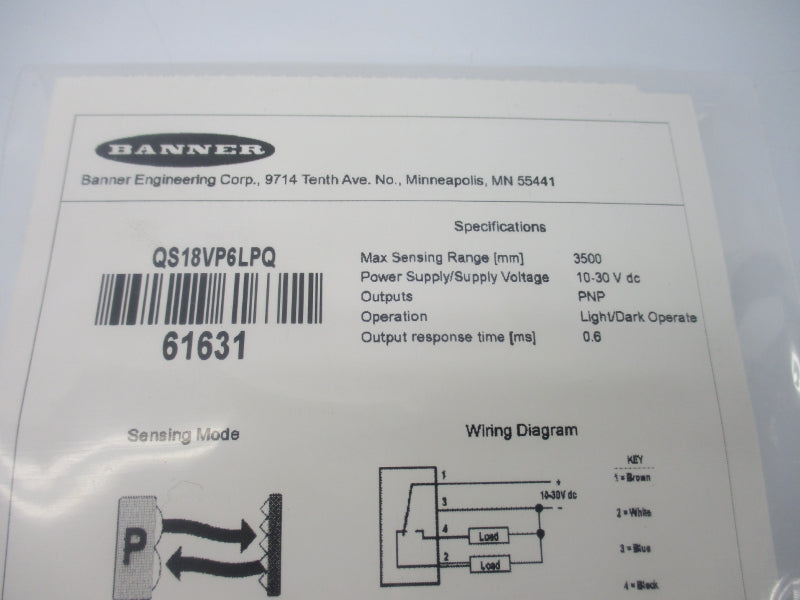 BANNER
Banner Engineering Corp., 9714 Tenth Ave. No., Minneapolis, MN 55441
QS18VP6LPQ
61631
Specifications
Max Sensing Range [mm] 3500
Power Supply/Supply Voltage 10-30 V dc
Outputs PNP
Operation Light/Dark Operate
Output response time [ms] 0.6
Sensing Mode
P
Wiring Diagram
1 +
10-30V dc
3 -
4 Load
2 Load
KEY
1 = Brown
2 = White
3 = Blue
4 = Black